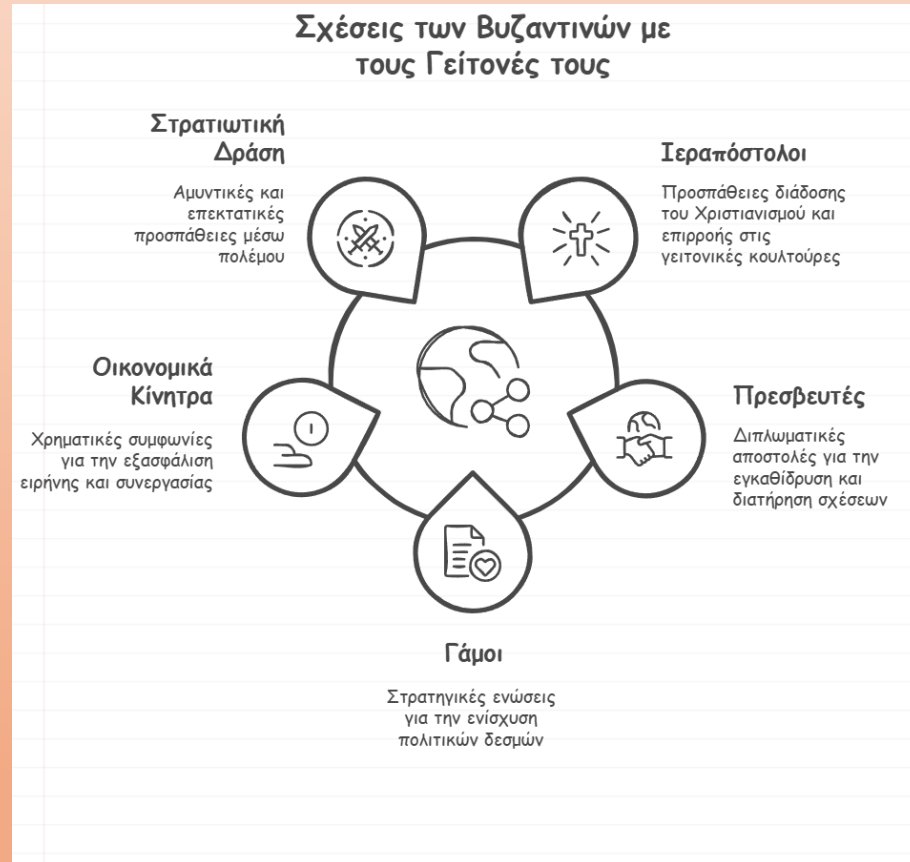 Σχέσεις των Βυζαντινών με
τους Γείτονές τους
Στρατιωτική
Δράση
Αμυντικές και
επεκτατικές
προσπάθειες μέσω
πολέμου
Ιεραπόστολοι
Προσπάθειες διάδοσης
του Χριστιανισμού και
επιρροής στις
γειτονικές κουλτούρες
Οικονομικά
Κίνητρα
Χρηματικές συμφωνίες
για την εξασφάλιση
ειρήνης και συνεργασίας
Πρεσβευτές
Διπλωματικές
αποστολές για την
εγκαθίδρυση και
διατήρηση σχέσεων
Γάμοι
Στρατηγικές ενώσεις
για την ενίσχυση
πολιτικών δεσμών